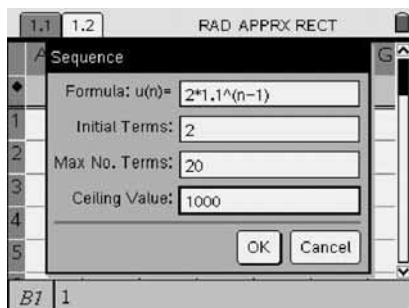 1.1 1.2 RAD APPRX RECT
A G
Sequence
Formula: u(n)= 2*1.1^(n-1)
1
Initial Terms: 2
2
Max No. Terms: 20
3
Ceiling Value: 1000
4
5 OK Cancel
B1 1